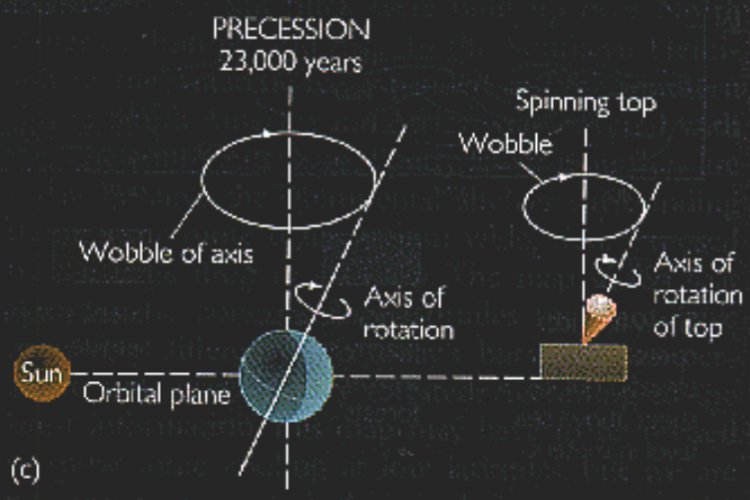 PRECESSION
23,000 years
Spinning top
Wobble
Wobble of axis
Axis of
rotation
Axis of
rotation
of top
Sun
Orbital plane
(c)